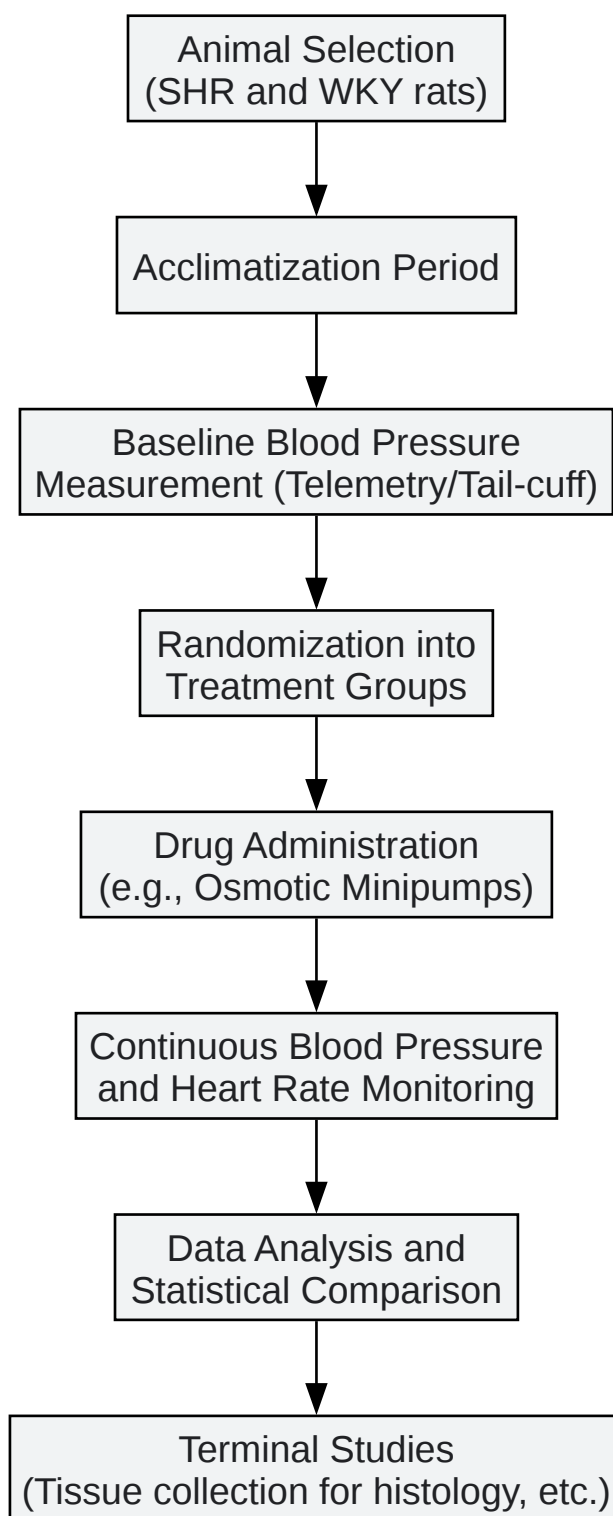 Animal Selection
(SHR and WKY rats)
Acclimatization Period
Baseline Blood Pressure
Measurement (Telemetry/Tail-cuff)
Randomization into
Treatment Groups
Drug Administration
(e.g., Osmotic Minipumps)
Continuous Blood Pressure
and Heart Rate Monitoring
Data Analysis and
Statistical Comparison
Terminal Studies
(Tissue collection for histology, etc.)